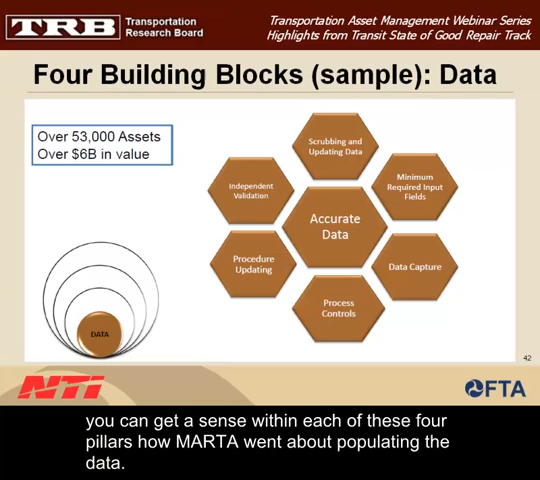 TRB
Transportation
Research Board
Transportation Asset Management Webinar Series
Highlights from Transit State of Good Repair Track
Four Building Blocks (sample): Data
Over 53,000 Assets
Over $6B in value
Scrubbing and
Updating Data
Independent
Validation
Minimum
Required Input
Fields
Accurate
Data
Procedure
Updating
Data Capture
Process
Controls
DATA
42
NTI
FTA
you can get a sense within each of these four
pillars how MARTA went about populating the
data.